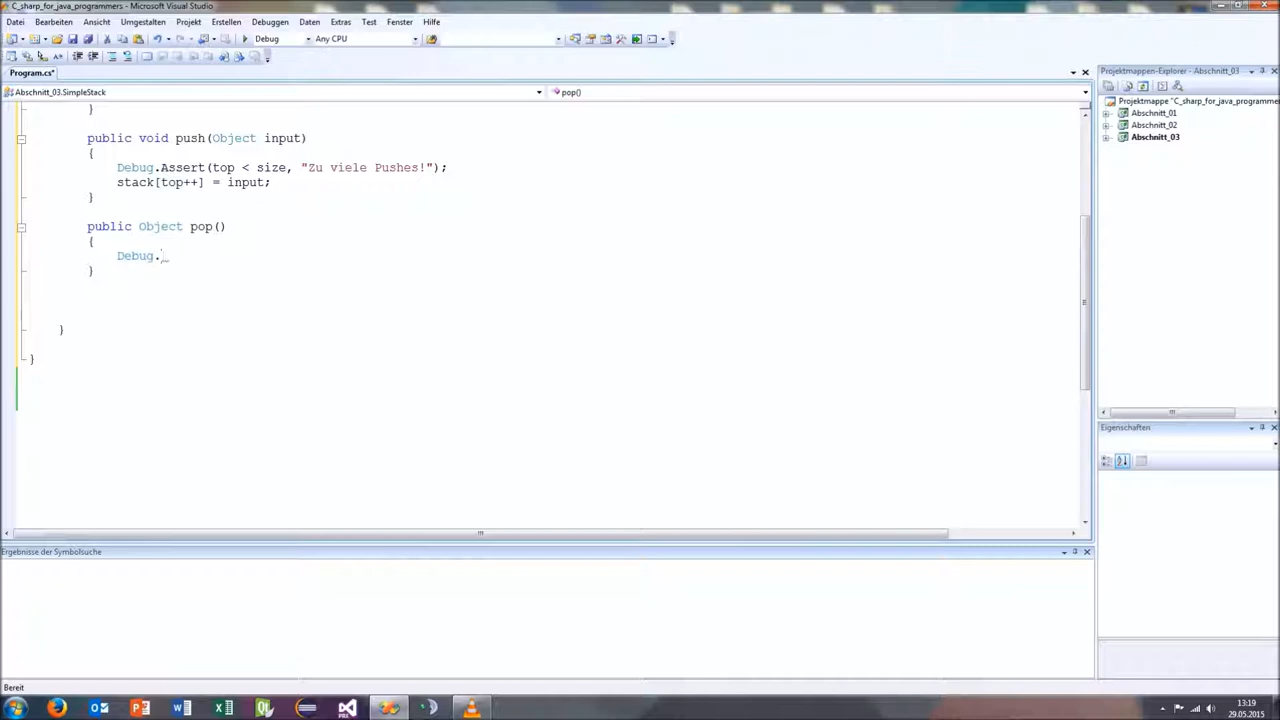 C_sharp_for_java_programmers - Microsoft Visual Studio
Datei Bearbeiten Ansicht Umgestalten Projekt Erstellen Debuggen Daten Extras Test Fenster Hilfe
Debug Any CPU
Program.cs*
Abschnitt_03.SimpleStack pop()
}
public void push(Object input)
{
Debug.Assert(top < size, "Zu viele Pushes!");
stack[top++] = input;
}
public Object pop()
{
Debug.
}
}
}
Projektmappen-Explorer - Abschnitt_03
Projektmappe "C_sharp_for_java_programmers
Abschnitt_01
Abschnitt_02
Abschnitt_03
Eigenschaften
Ergebnisse der Symbolsuche
Bereit
13:19
29.05.2015